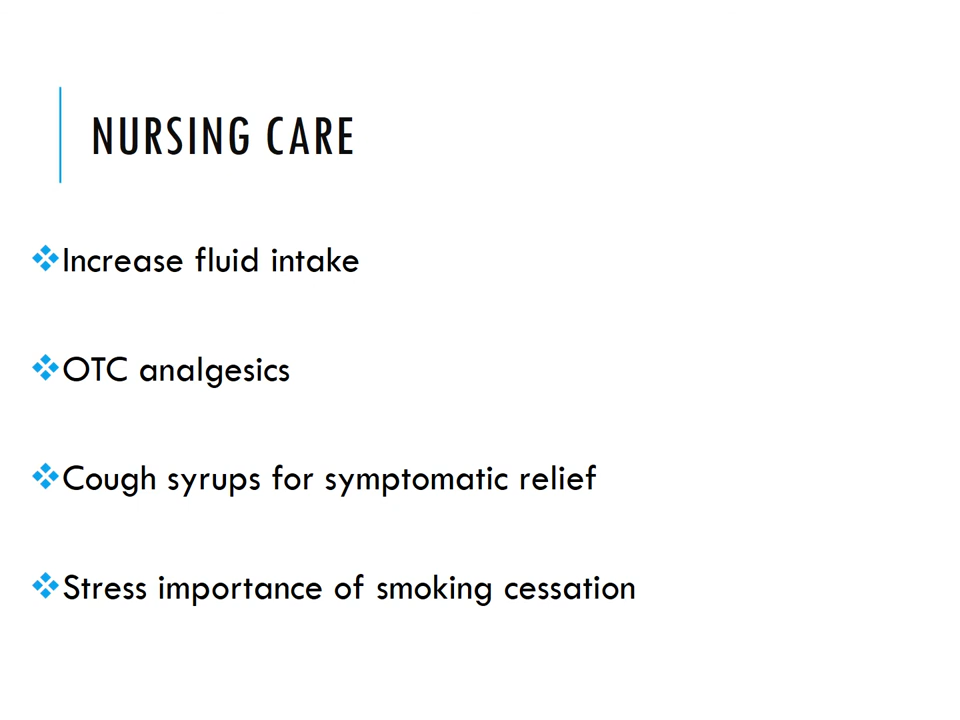 NURSING CARE
❖Increase fluid intake
❖OTC analgesics
❖Cough syrups for symptomatic relief
❖Stress importance of smoking cessation